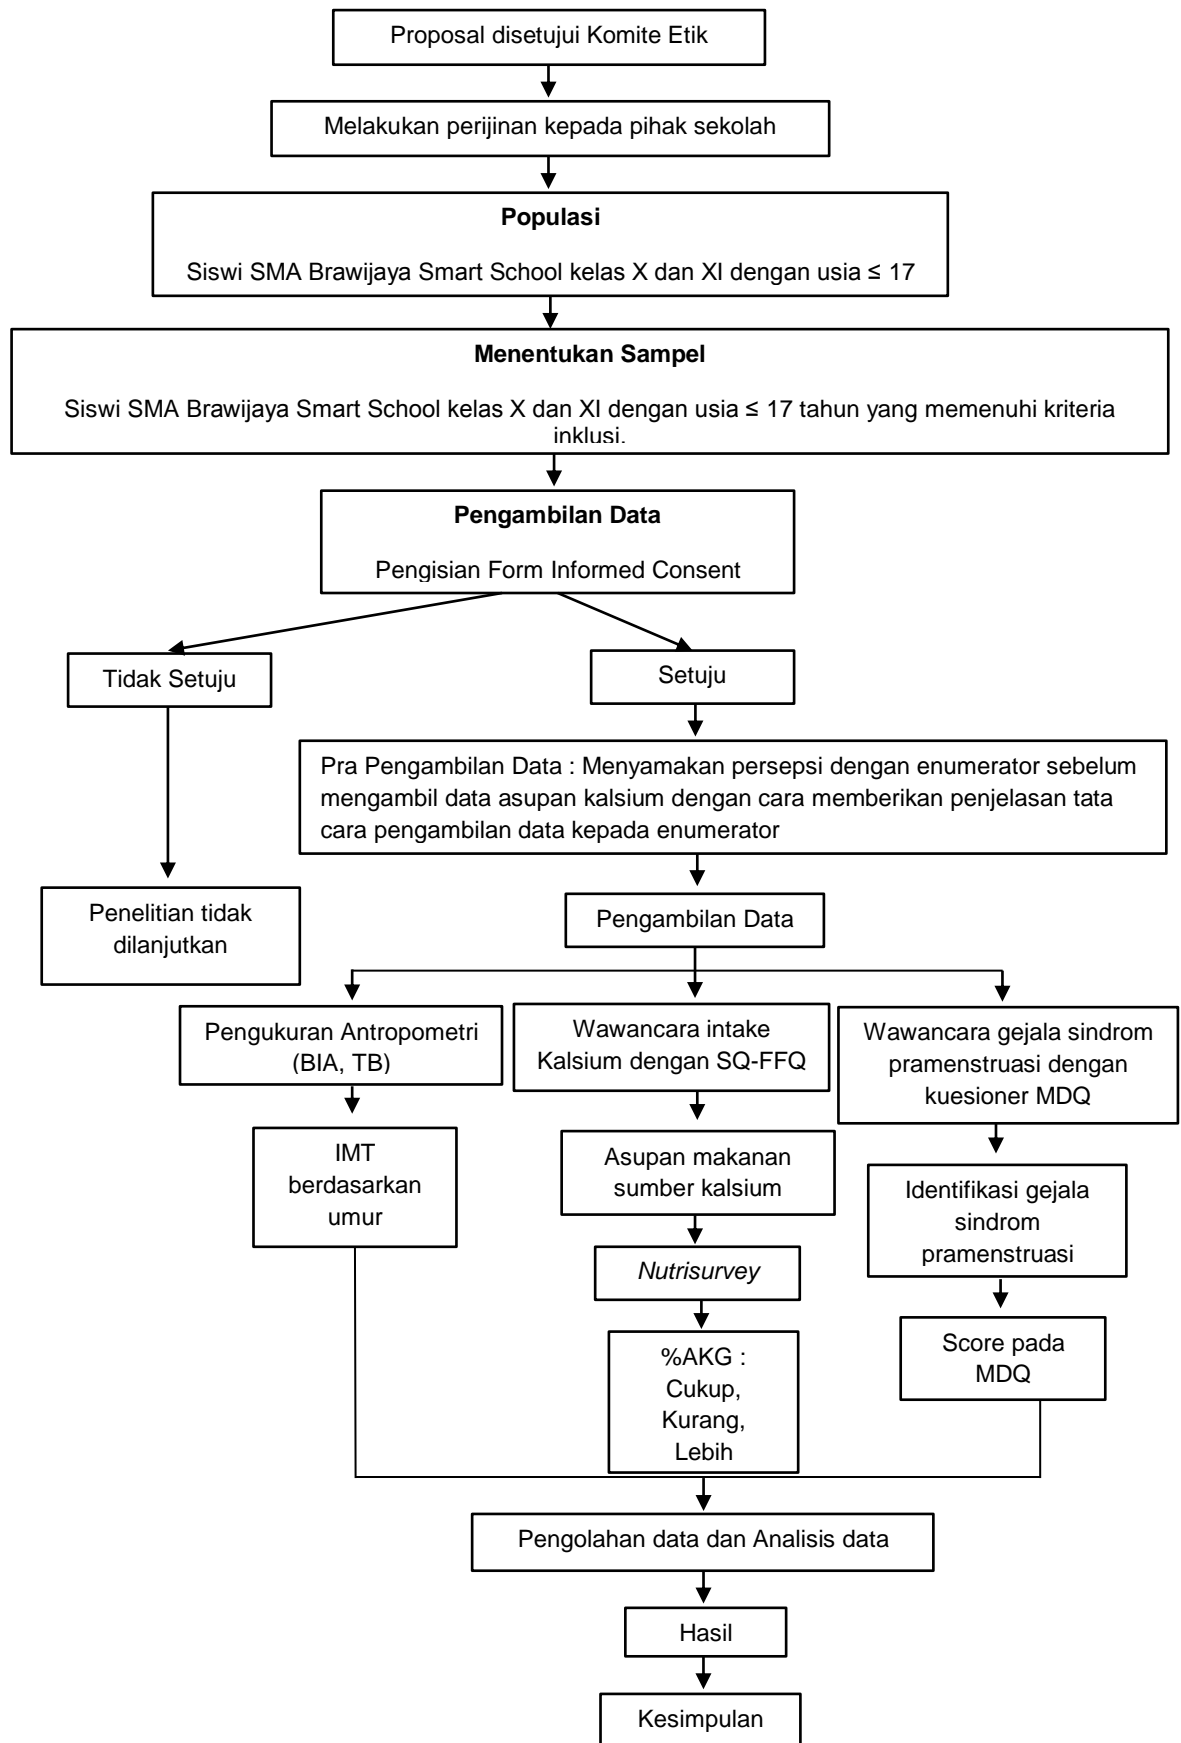 Proposal disetujui Komite Etik
Melakukan perijinan kepada pihak sekolah
Populasi
Siswi SMA Brawijaya Smart School kelas X dan XI dengan usia ≤ 17
Menentukan Sampel
Siswi SMA Brawijaya Smart School kelas X dan XI dengan usia ≤ 17 tahun yang memenuhi kriteria
inklusi.
Pengambilan Data
Pengisian Form Informed Consent
Tidak Setuju
Setuju
Pra Pengambilan Data : Menyamakan persepsi dengan enumerator sebelum
mengambil data asupan kalsium dengan cara memberikan penjelasan tata
cara pengambilan data kepada enumerator
Penelitian tidak
dilanjutkan
Pengambilan Data
Pengukuran Antropometri
(BIA, TB)
Wawancara intake
Kalsium dengan SQ-FFQ
Wawancara gejala sindrom
pramenstruasi dengan
kuesioner MDQ
IMT
berdasarkan
umur
Asupan makanan
sumber kalsium
Identifikasi gejala
sindrom
pramenstruasi
Nutrisurvey
%AKG :
Cukup,
Kurang,
Lebih
Score pada
MDQ
Pengolahan data dan Analisis data
Hasil
Kesimpulan